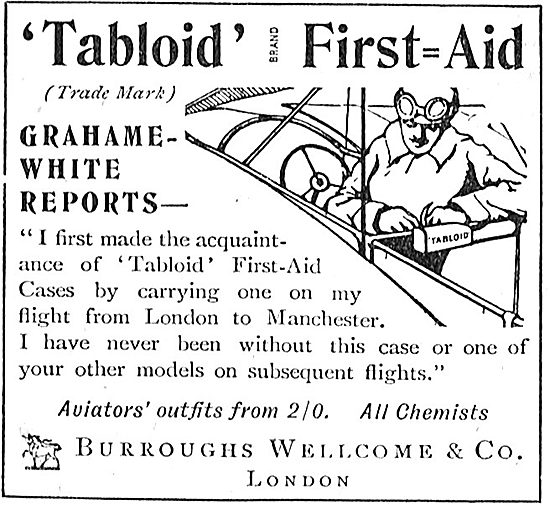 ‘Tabloid’ BRAND First=Aid
(Trade Mark)
GRAHAME-
WHITE
REPORTS—
“ I first made the acquaint-
ance of ‘Tabloid’ First-Aid
Cases by carrying one on my
flight from London to Manchester.
I have never been without this case or one of
your other models on subsequent flights.”
‘TABLOID’
Aviators’ outfits from 2/0. All Chemists
BURROUGHS WELLCOME & CO.
LONDON